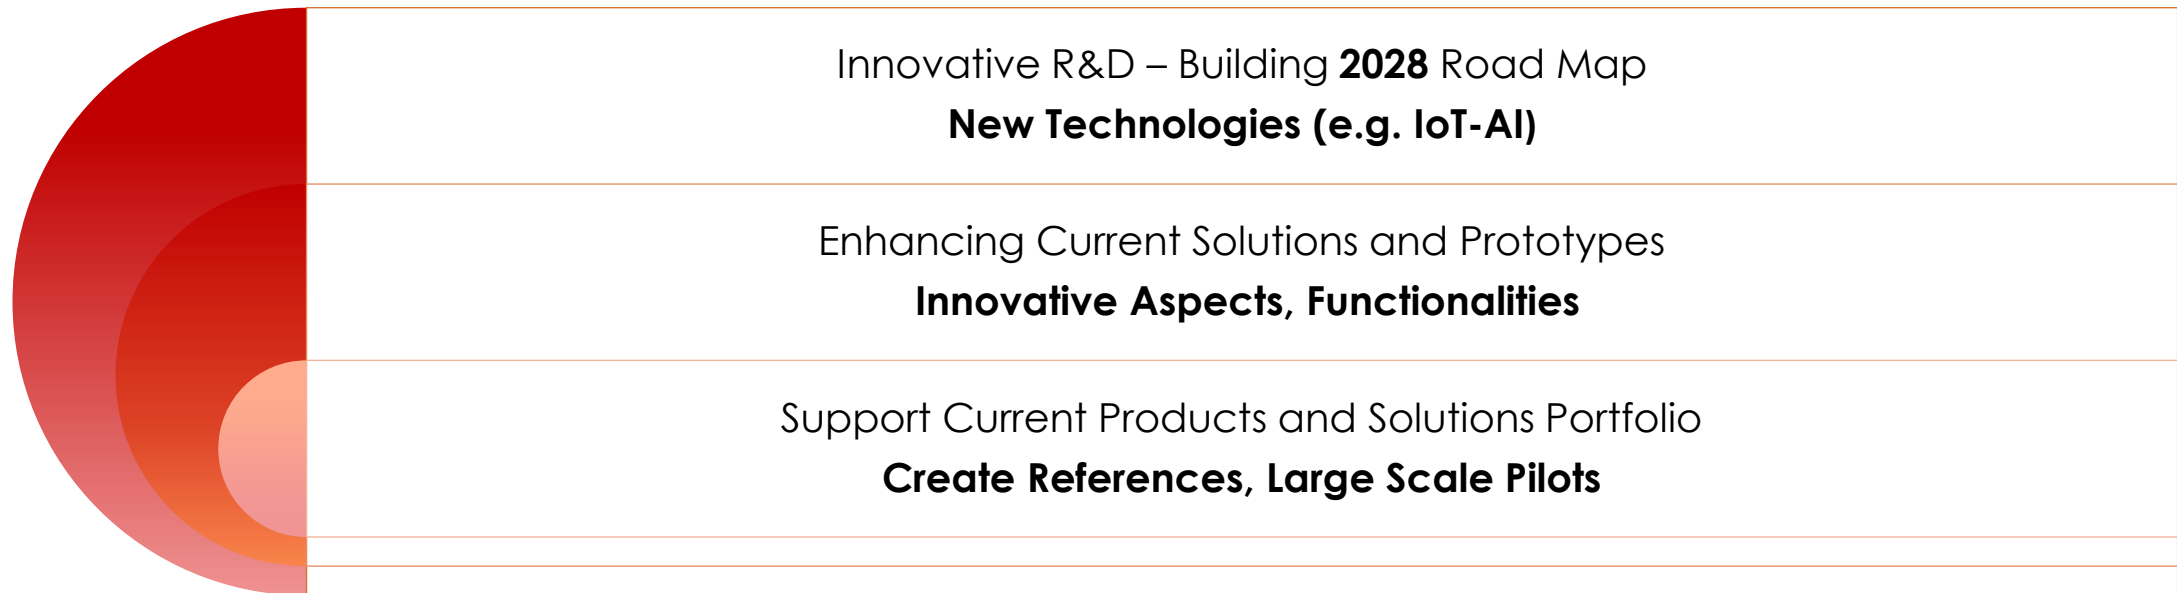 Innovative R&D – Building 2028 Road Map
New Technologies (e.g. IoT-AI)
Enhancing Current Solutions and Prototypes
Innovative Aspects, Functionalities
Support Current Products and Solutions Portfolio
Create References, Large Scale Pilots